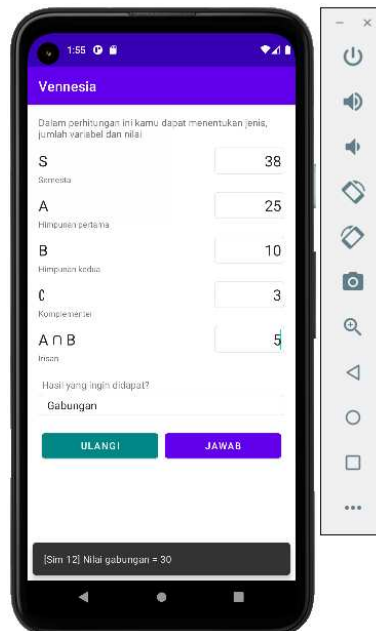 1:55
Vennesia
Dalam perhitungan ini kamu dapat menentukan jenis,
jumlah variabel dan nilai
S 38
Semesta
A 25
Himpunan pertama
B 10
Himpunan kedua
C 3
Komplementer
A ∩ B 5
Irisan
Hasil yang ingin didapat?
Gabungan
ULANGI JAWAB
[Sim 12] Nilai gabungan = 30